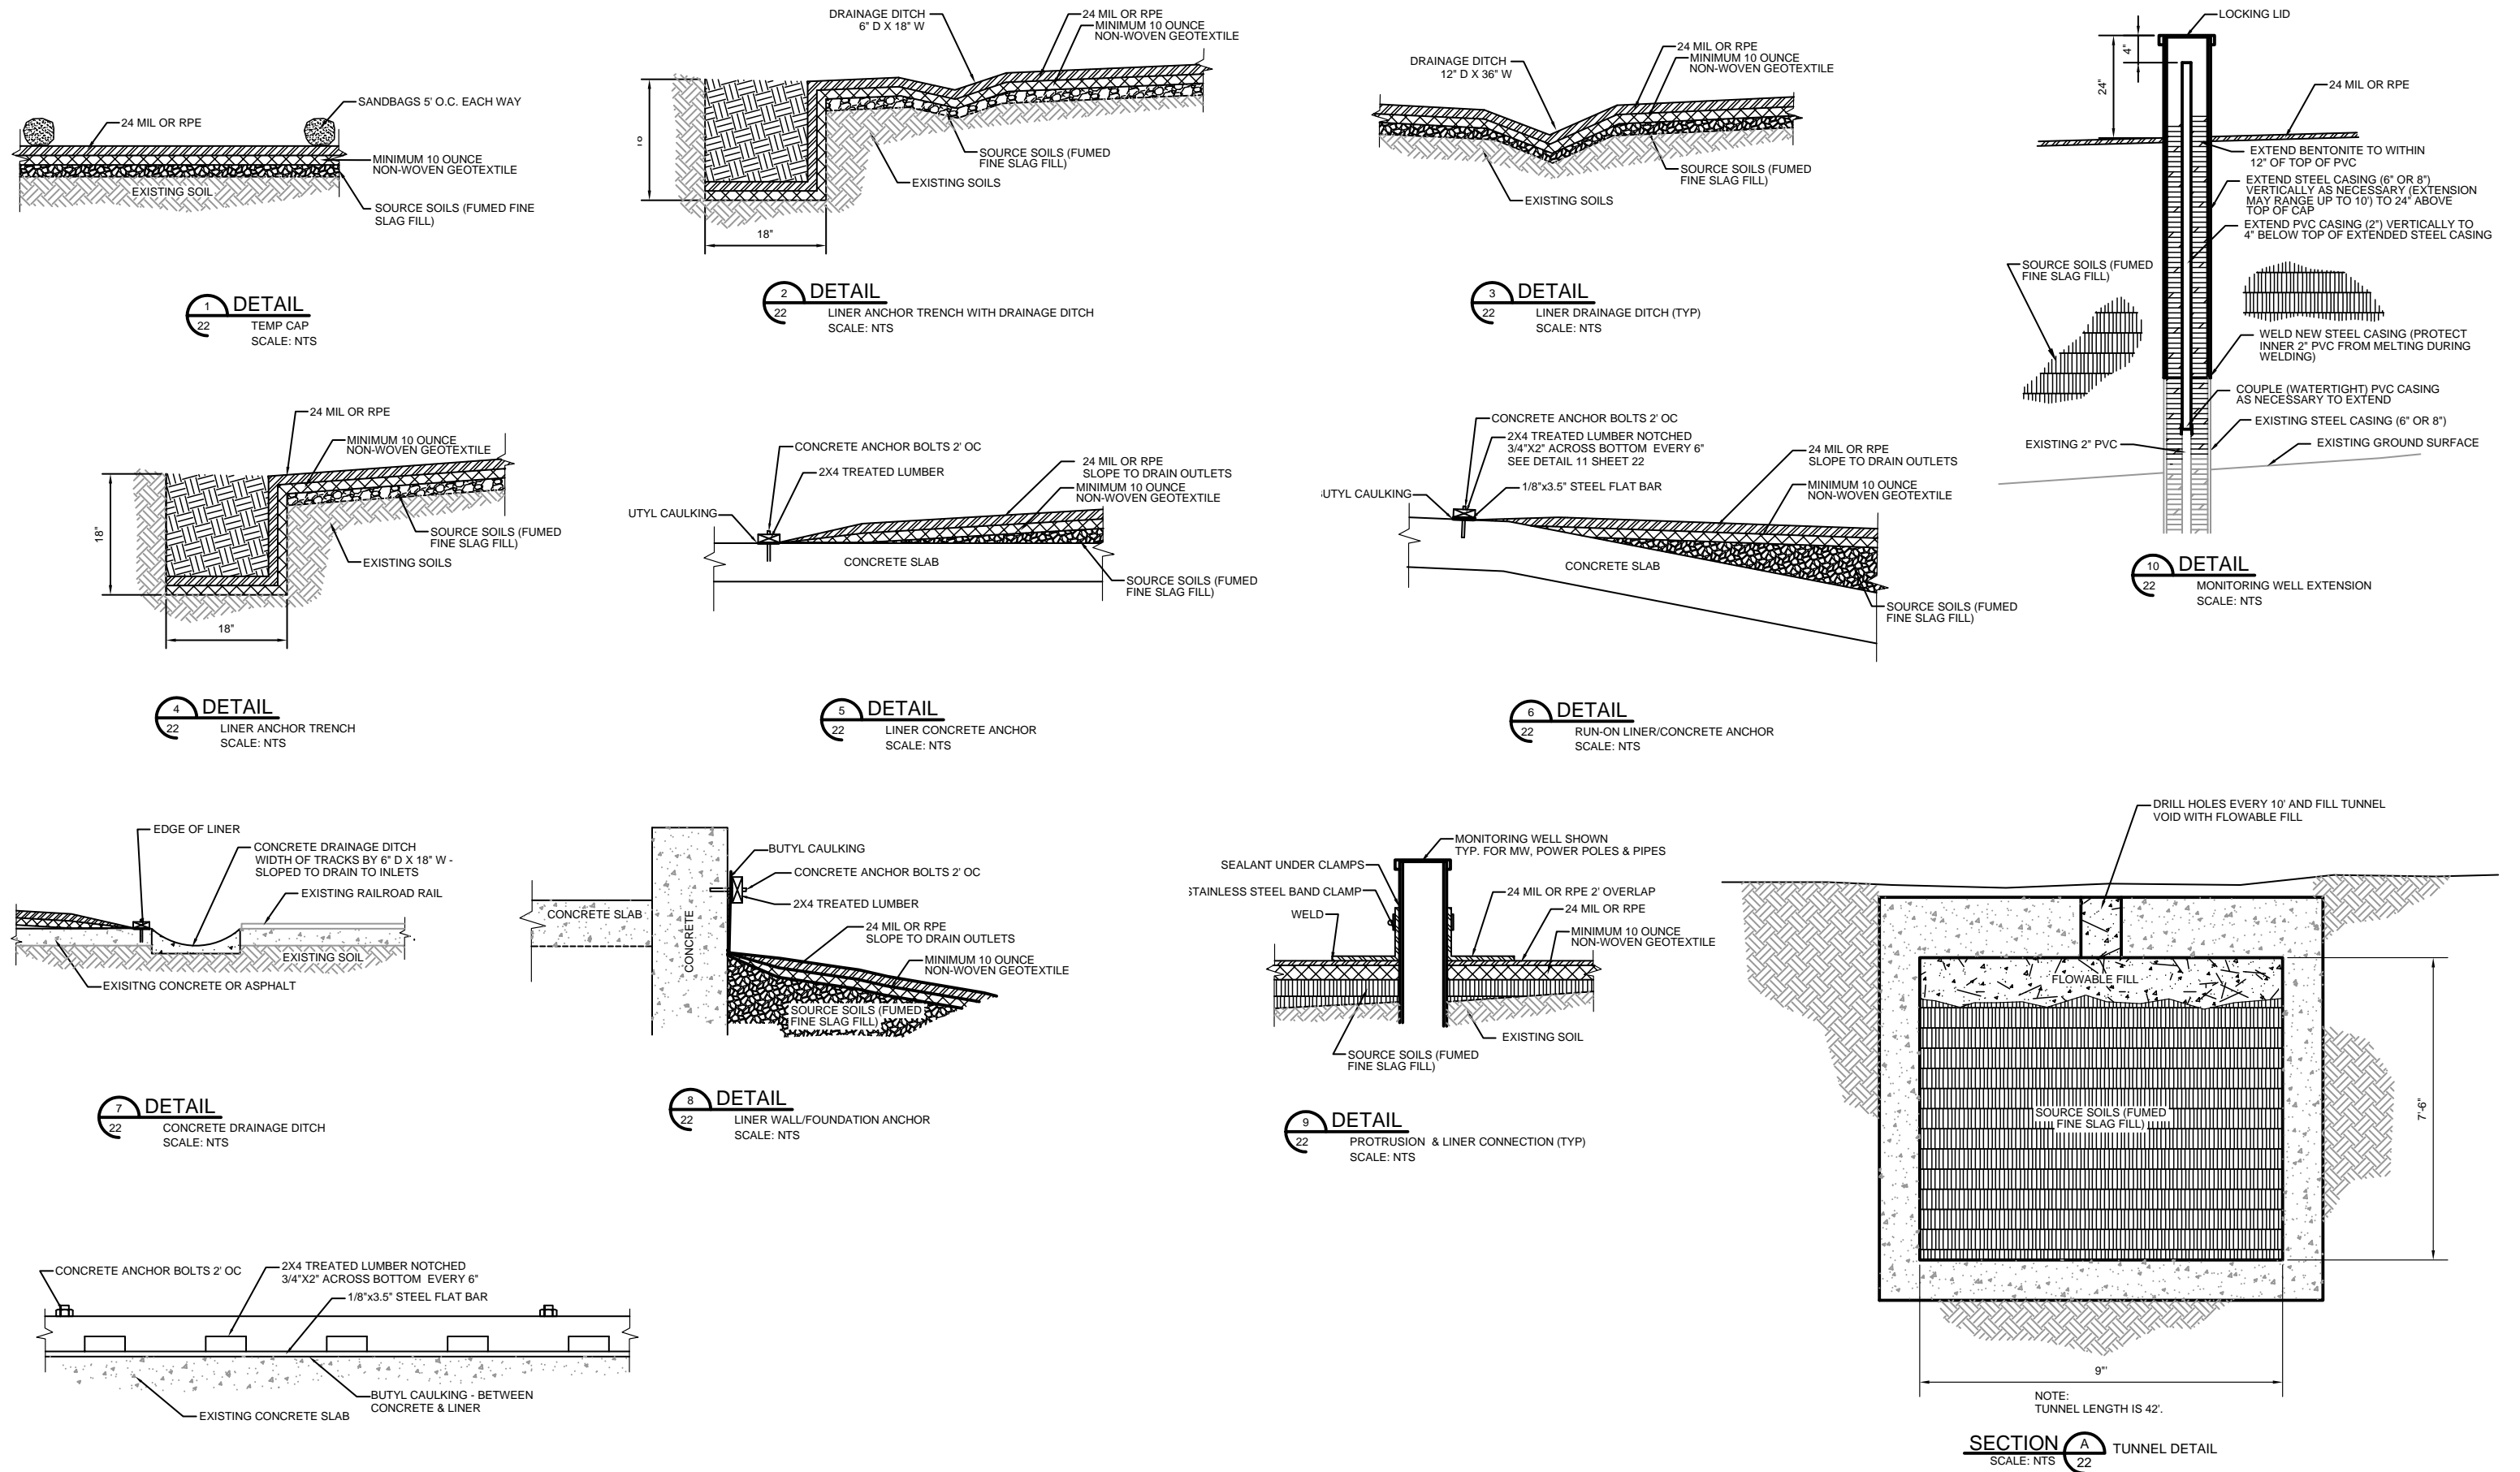 SANDBAGS 5' O.C. EACH WAY
24 MIL OR RPE
MINIMUM 10 OUNCE
NON-WOVEN GEOTEXTILE
EXISTING SOIL
SOURCE SOILS (FUMED FINE
SLAG FILL)
1
22
DETAIL
TEMP CAP
SCALE: NTS
DRAINAGE DITCH
6" D X 18" W
24 MIL OR RPE
MINIMUM 10 OUNCE
NON-WOVEN GEOTEXTILE
SOURCE SOILS (FUMED
FINE SLAG FILL)
EXISTING SOILS
18"
2
22
DETAIL
LINER ANCHOR TRENCH WITH DRAINAGE DITCH
SCALE: NTS
DRAINAGE DITCH
12" D X 36" W
24 MIL OR RPE
MINIMUM 10 OUNCE
NON-WOVEN GEOTEXTILE
SOURCE SOILS (FUMED
FINE SLAG FILL)
EXISTING SOILS
3
22
DETAIL
LINER DRAINAGE DITCH (TYP)
SCALE: NTS
LOCKING LID
4"
24"
24 MIL OR RPE
EXTEND BENTONITE TO WITHIN
12" OF TOP OF PVC
EXTEND STEEL CASING (6" OR 8")
VERTICALLY AS NECESSARY (EXTENSION
MAY RANGE UP TO 10') TO 24" ABOVE
TOP OF CAP
EXTEND PVC CASING (2") VERTICALLY TO
4" BELOW TOP OF EXTENDED STEEL CASING
SOURCE SOILS (FUMED
FINE SLAG FILL)
WELD NEW STEEL CASING (PROTECT
INNER 2" PVC FROM MELTING DURING
WELDING)
COUPLE (WATERTIGHT) PVC CASING
AS NECESSARY TO EXTEND
EXISTING STEEL CASING (6" OR 8")
EXISTING 2" PVC
EXISTING GROUND SURFACE
10
22
DETAIL
MONITORING WELL EXTENSION
SCALE: NTS
24 MIL OR RPE
MINIMUM 10 OUNCE
NON-WOVEN GEOTEXTILE
18"
SOURCE SOILS (FUMED
FINE SLAG FILL)
EXISTING SOILS
18"
4
22
DETAIL
LINER ANCHOR TRENCH
SCALE: NTS
CONCRETE ANCHOR BOLTS 2' OC
2X4 TREATED LUMBER
24 MIL OR RPE
SLOPE TO DRAIN OUTLETS
MINIMUM 10 OUNCE
NON-WOVEN GEOTEXTILE
UTYL CAULKING
CONCRETE SLAB
SOURCE SOILS (FUMED
FINE SLAG FILL)
5
22
DETAIL
LINER CONCRETE ANCHOR
SCALE: NTS
CONCRETE ANCHOR BOLTS 2' OC
2X4 TREATED LUMBER NOTCHED
3/4"X2" ACROSS BOTTOM EVERY 6"
SEE DETAIL 11 SHEET 22
1/8"x3.5" STEEL FLAT BAR
24 MIL OR RPE
SLOPE TO DRAIN OUTLETS
MINIMUM 10 OUNCE
NON-WOVEN GEOTEXTILE
UTYL CAULKING
CONCRETE SLAB
SOURCE SOILS (FUMED
FINE SLAG FILL)
6
22
DETAIL
RUN-ON LINER/CONCRETE ANCHOR
SCALE: NTS
EDGE OF LINER
CONCRETE DRAINAGE DITCH
WIDTH OF TRACKS BY 6" D X 18" W -
SLOPED TO DRAIN TO INLETS
EXISTING RAILROAD RAIL
EXISTING SOIL
EXISITNG CONCRETE OR ASPHALT
7
22
DETAIL
CONCRETE DRAINAGE DITCH
SCALE: NTS
BUTYL CAULKING
CONCRETE ANCHOR BOLTS 2' OC
2X4 TREATED LUMBER
CONCRETE SLAB
CONCRETE
24 MIL OR RPE
SLOPE TO DRAIN OUTLETS
MINIMUM 10 OUNCE
NON-WOVEN GEOTEXTILE
SOURCE SOILS (FUMED
FINE SLAG FILL)
8
22
DETAIL
LINER WALL/FOUNDATION ANCHOR
SCALE: NTS
MONITORING WELL SHOWN
TYP. FOR MW, POWER POLES & PIPES
SEALANT UNDER CLAMPS
STAINLESS STEEL BAND CLAMP
WELD
24 MIL OR RPE 2' OVERLAP
24 MIL OR RPE
MINIMUM 10 OUNCE
NON-WOVEN GEOTEXTILE
EXISTING SOIL
SOURCE SOILS (FUMED
FINE SLAG FILL)
9
22
DETAIL
PROTRUSION & LINER CONNECTION (TYP)
SCALE: NTS
DRILL HOLES EVERY 10' AND FILL TUNNEL
VOID WITH FLOWABLE FILL
FLOWABLE FILL
SOURCE SOILS (FUMED
FINE SLAG FILL)
7'-6"
9'"
NOTE:
TUNNEL LENGTH IS 42'.
SECTION
SCALE: NTS
A
22
TUNNEL DETAIL
CONCRETE ANCHOR BOLTS 2' OC
2X4 TREATED LUMBER NOTCHED
3/4"X2" ACROSS BOTTOM EVERY 6"
1/8"x3.5" STEEL FLAT BAR
BUTYL CAULKING - BETWEEN
CONCRETE & LINER
EXISTING CONCRETE SLAB